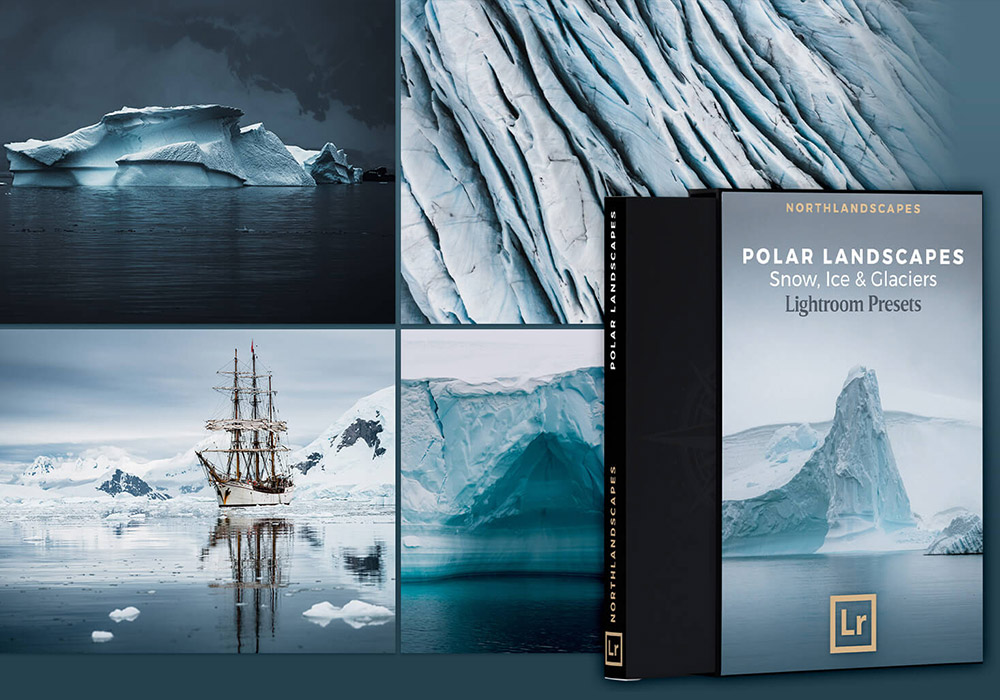 NORTHLANDSCAPES
POLAR LANDSCAPES
Snow, Ice & Glaciers
Lightroom Presets
Lr
POLAR LANDSCAPES
NORTHLANDSCAPES
Lr